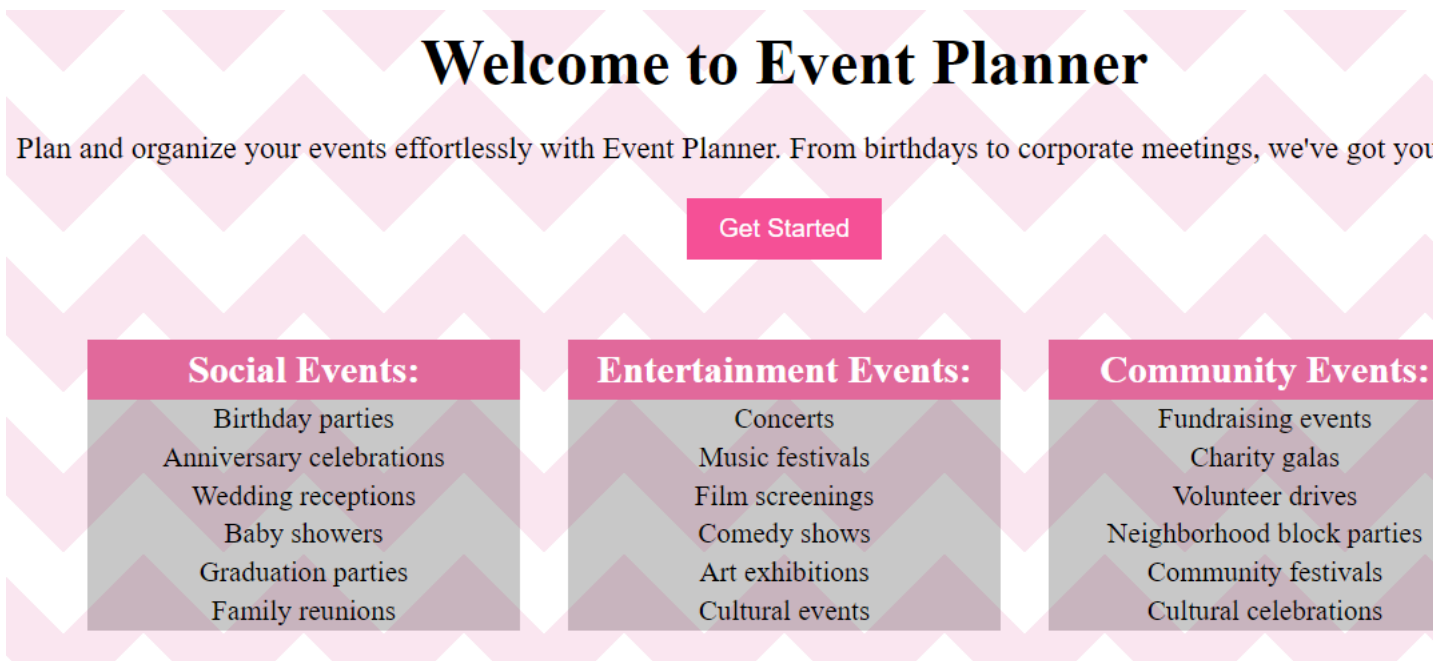 Welcome to Event Planner
Plan and organize your events effortlessly with Event Planner. From birthdays to corporate meetings, we've got you
Get Started
Social Events:
Birthday parties
Anniversary celebrations
Wedding receptions
Baby showers
Graduation parties
Family reunions
Entertainment Events:
Concerts
Music festivals
Film screenings
Comedy shows
Art exhibitions
Cultural events
Community Events:
Fundraising events
Charity galas
Volunteer drives
Neighborhood block parties
Community festivals
Cultural celebrations